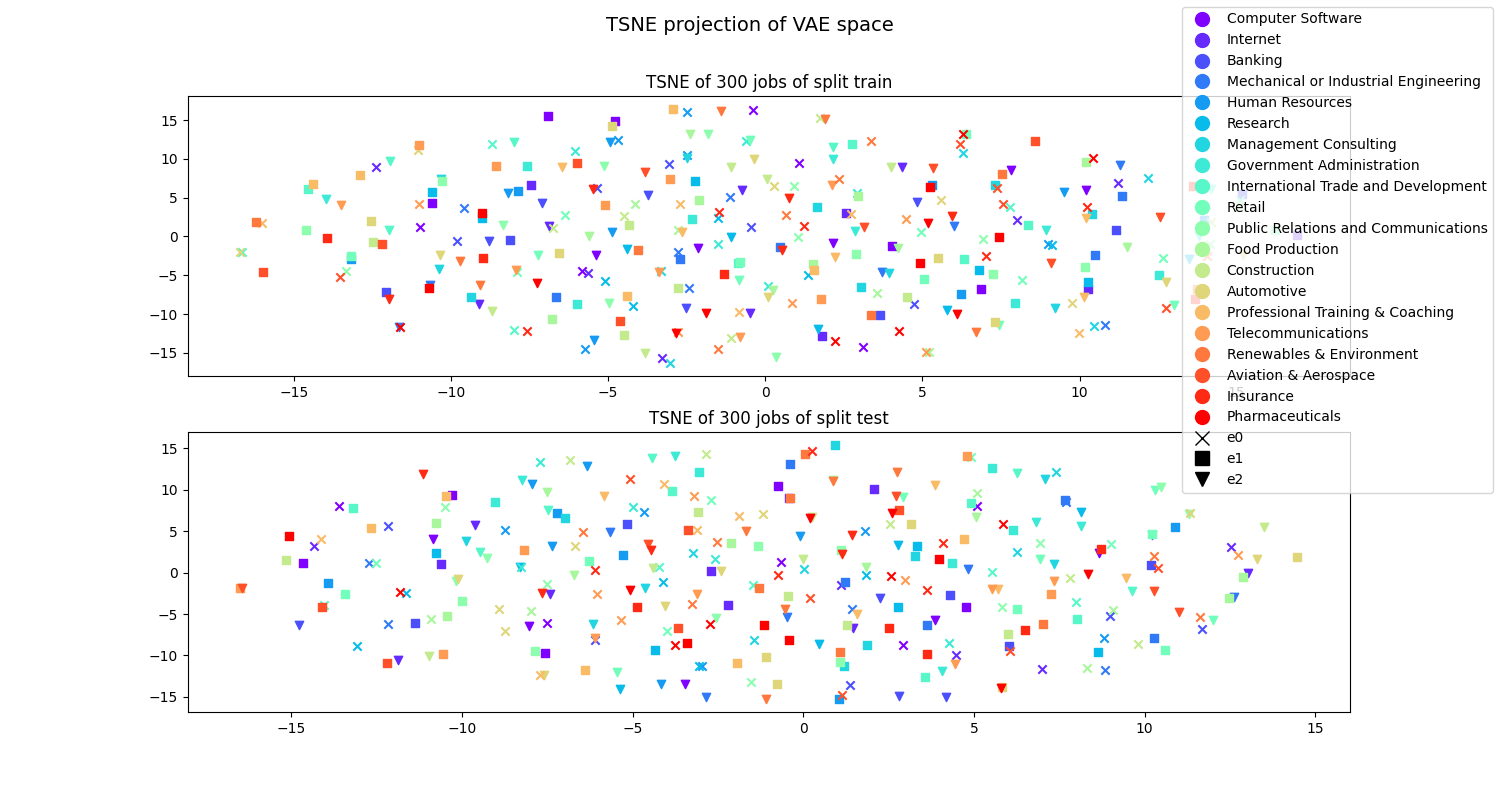 TSNE projection of VAE space
TSNE of 300 jobs of split train
15
10
5
0
−5
−10
−15
−15
−10
−5
0
5
10
15
TSNE of 300 jobs of split test
15
10
5
0
−5
−10
−15
−15
−10
−5
0
5
10
15
Computer Software
Internet
Banking
Mechanical or Industrial Engineering
Human Resources
Research
Management Consulting
Government Administration
International Trade and Development
Retail
Public Relations and Communications
Food Production
Construction
Automotive
Professional Training & Coaching
Telecommunications
Renewables & Environment
Aviation & Aerospace
Insurance
Pharmaceuticals
e0
e1
e2